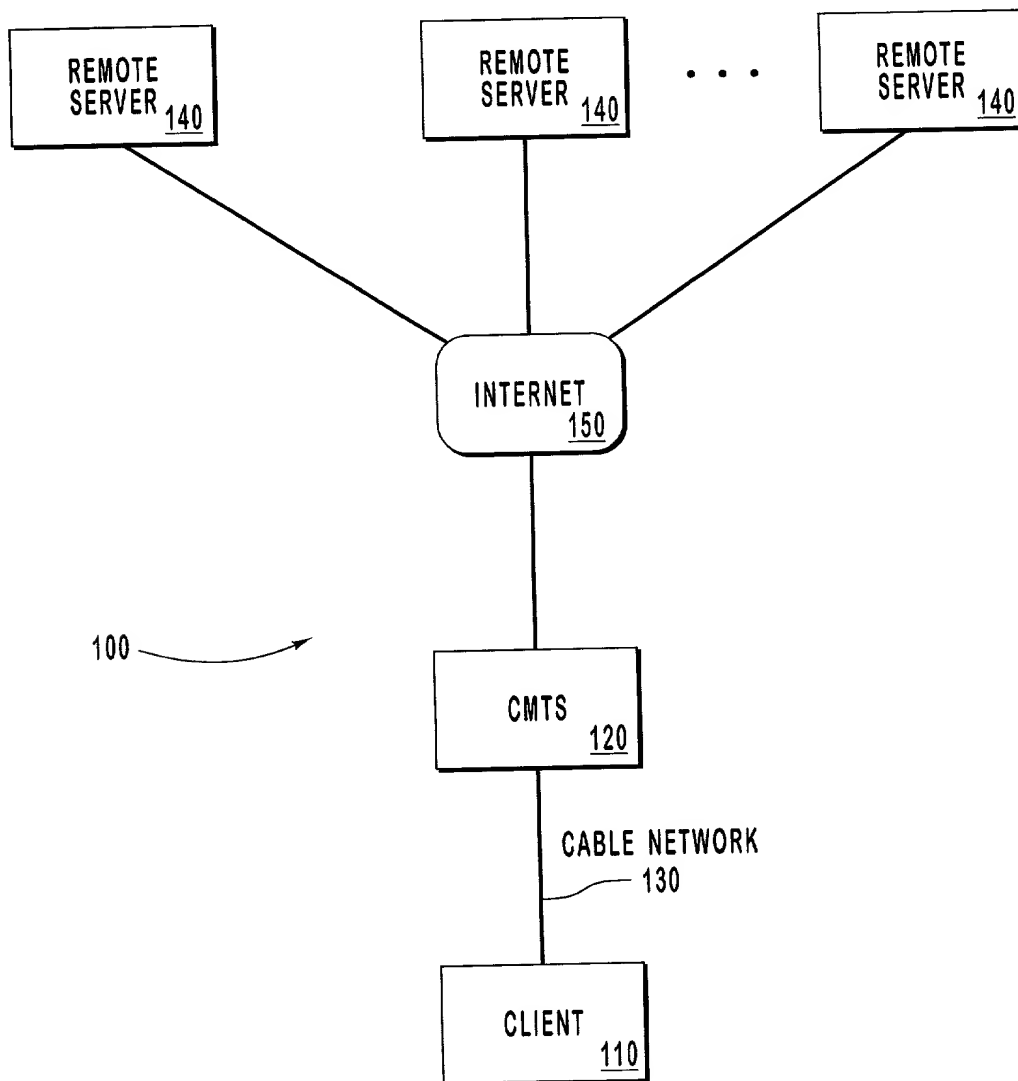 REMOTE
SERVER
140
REMOTE
SERVER
140
. . .
REMOTE
SERVER
140
INTERNET
150
100
CMTS
120
CABLE NETWORK
130
CLIENT
110